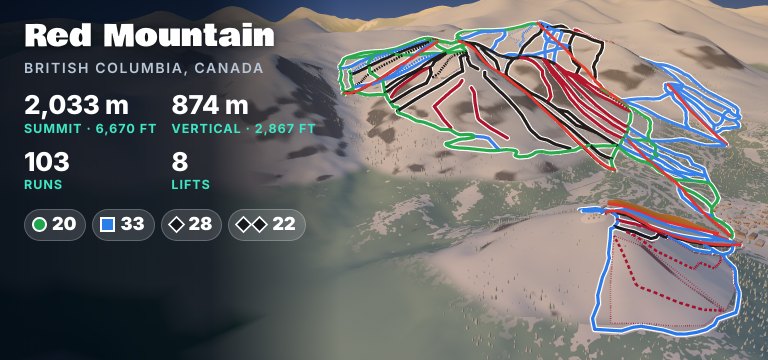 Red Mountain
BRITISH COLUMBIA, CANADA
2,033 m 874 m
SUMMIT · 6,670 FT VERTICAL · 2,867 FT
103 8
RUNS LIFTS
20 33 28 22